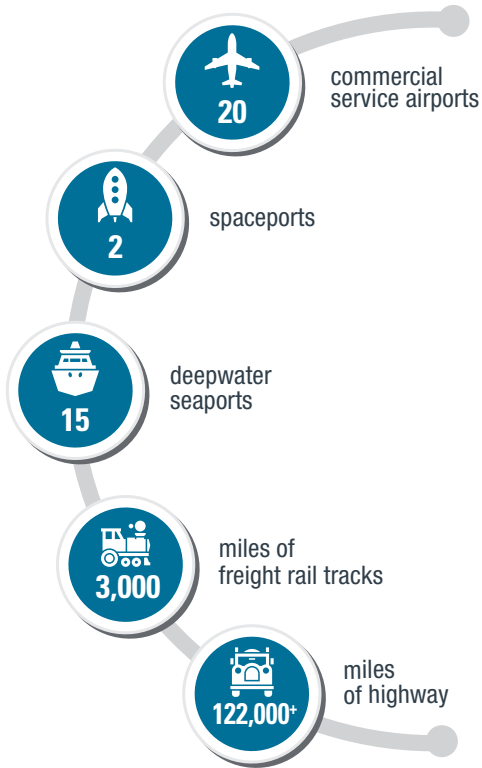 20
commercial
service airports
2
spaceports
15
deepwater
seaports
3,000
miles of
freight rail tracks
122,000+
miles
of highway